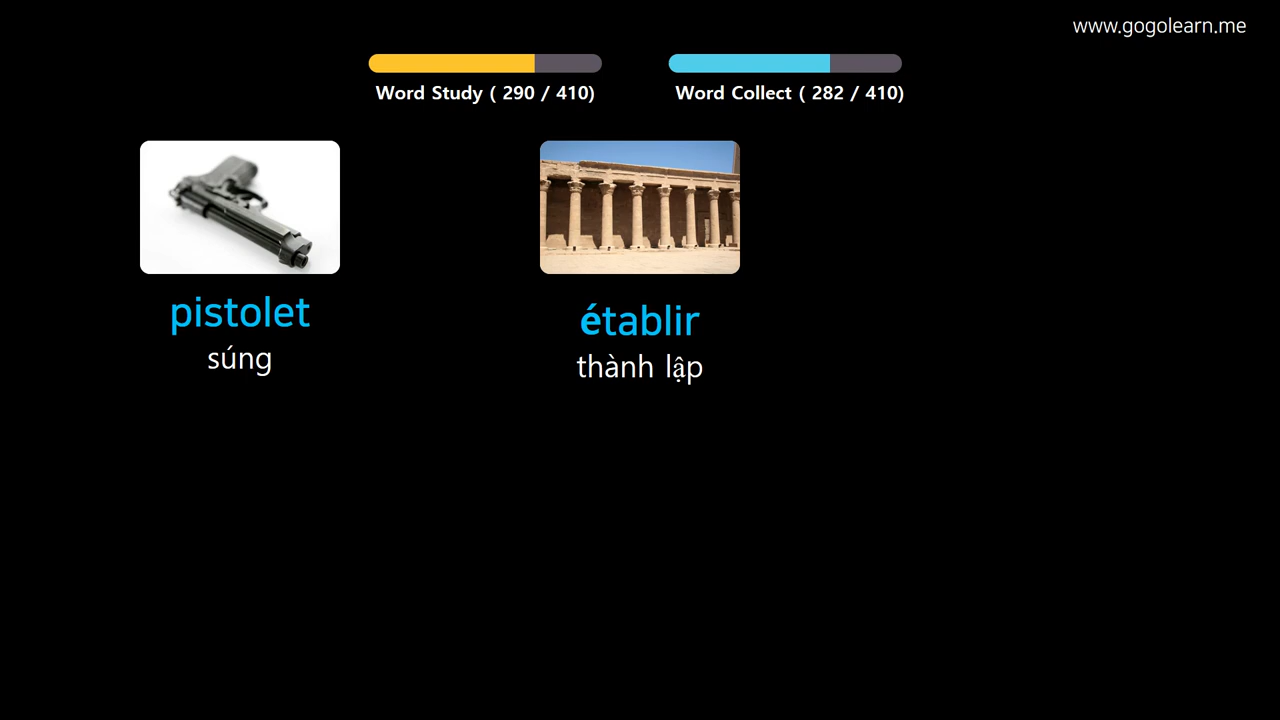 www.gogolearn.me
Word Study ( 290 / 410)
Word Collect ( 282 / 410)
pistolet
súng
établir
thành lập